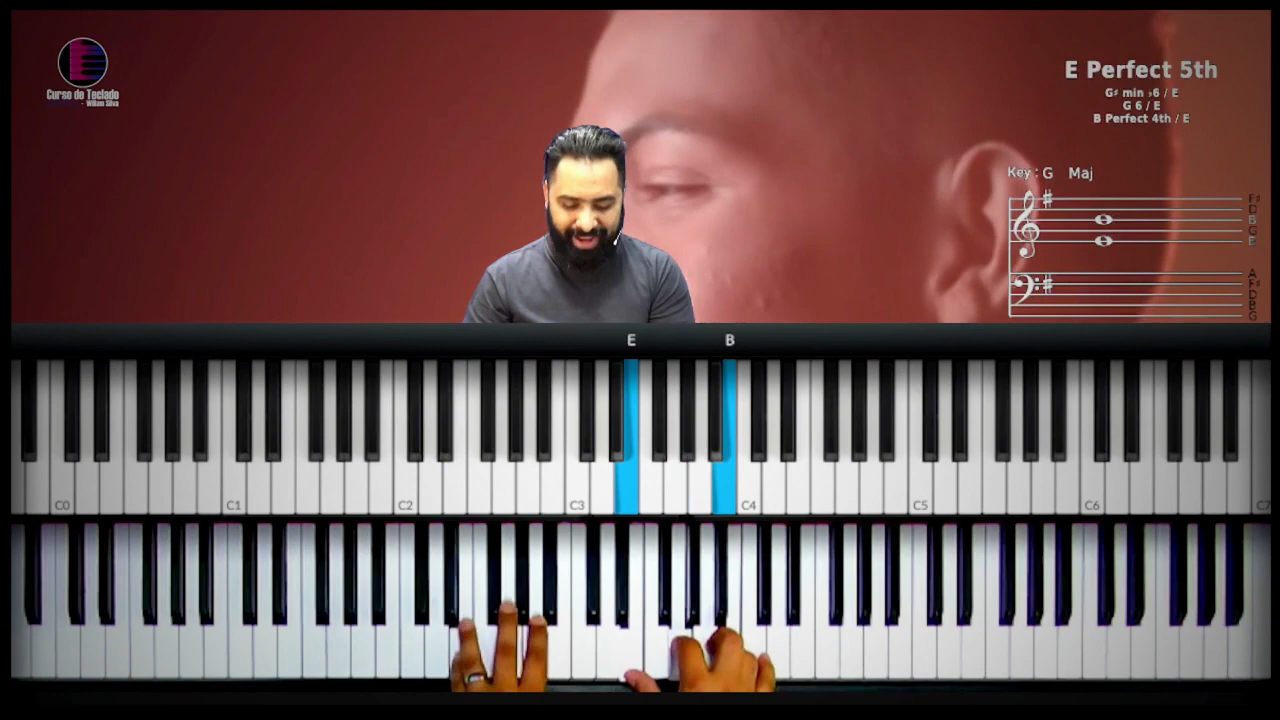 Curso de Teclado
- Willam Silva
E Perfect 5th
G♯ min ♭6 / E
G 6 / E
B Perfect 4th / E
Key: G Maj
F♯
D
B
G
E
A
F♯
D
B
G
E B
C0 C1 C2 C3 C4 C5 C6 C7